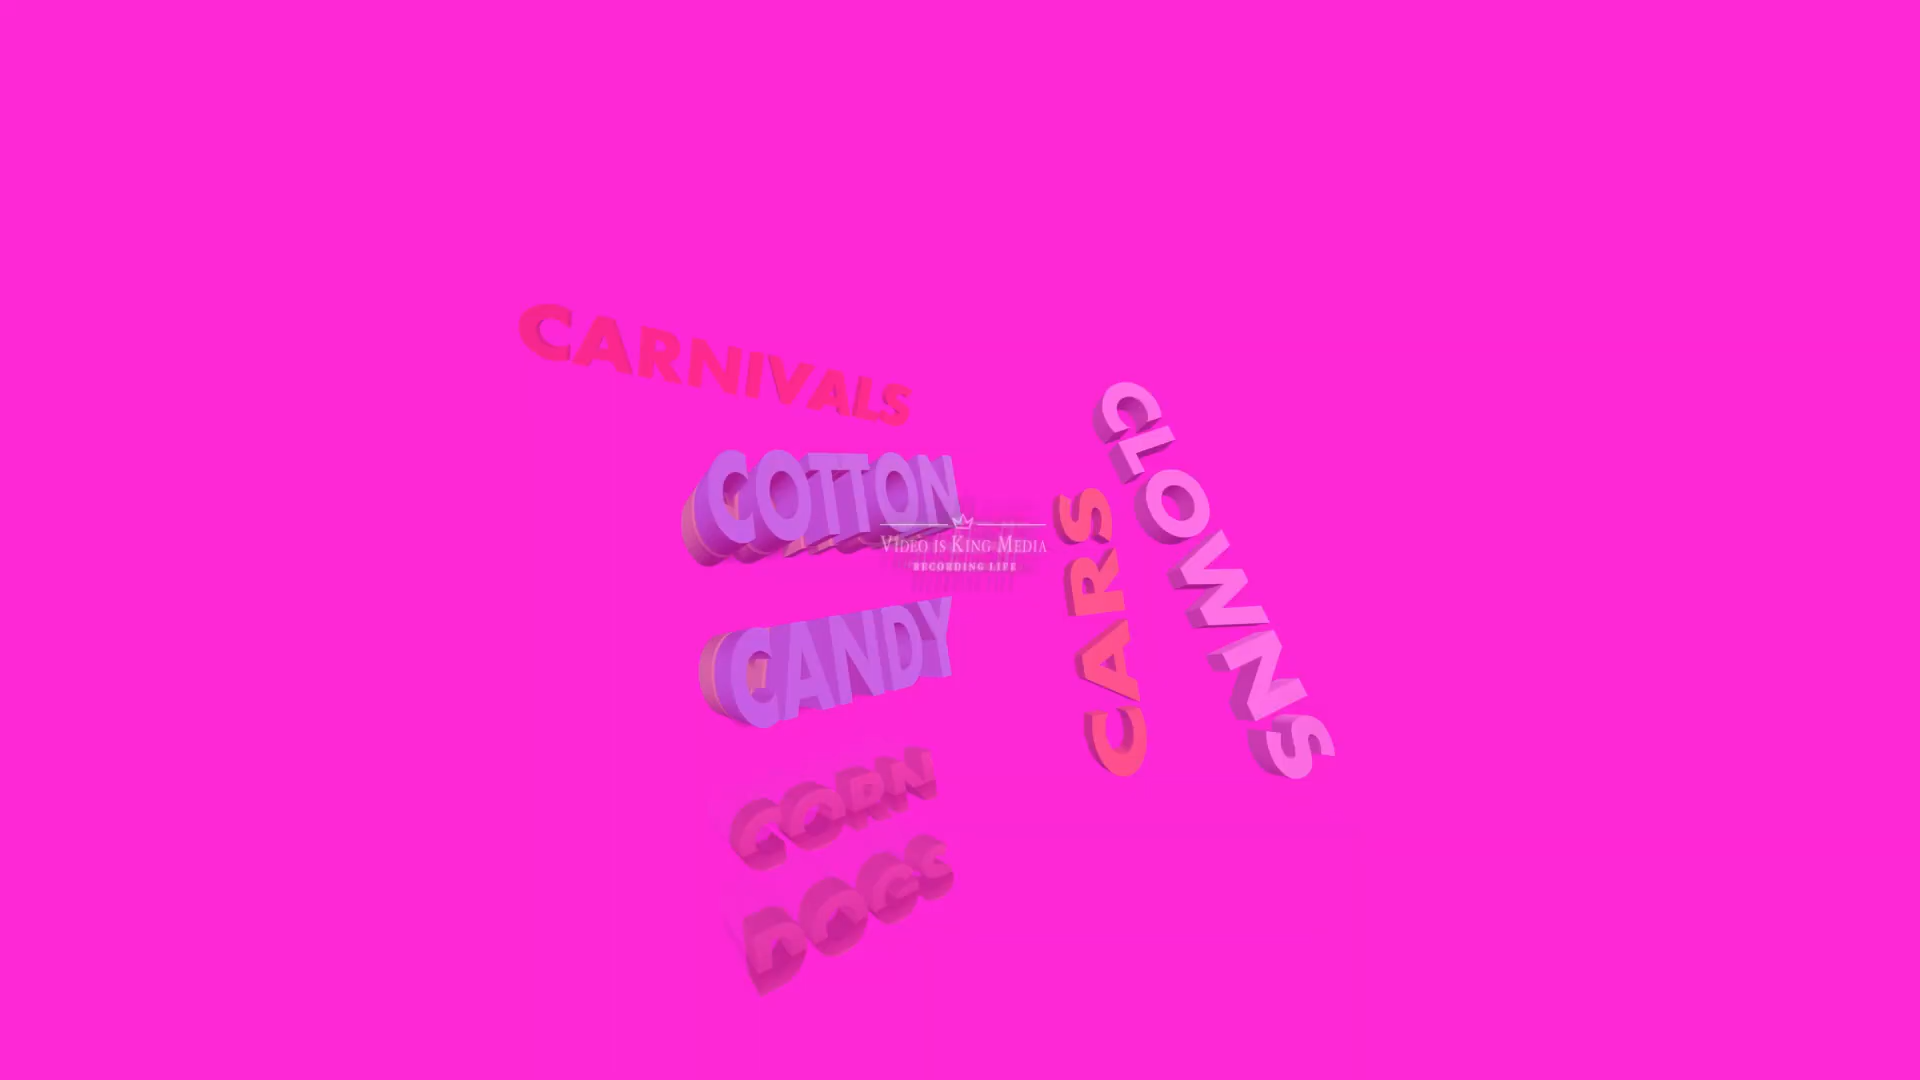 CARNIVALS
COTTON
CANDY
CORN
DOGS
CARS
CLOWNS
VIDEO IS KING MEDIA
RECORDING LIFE